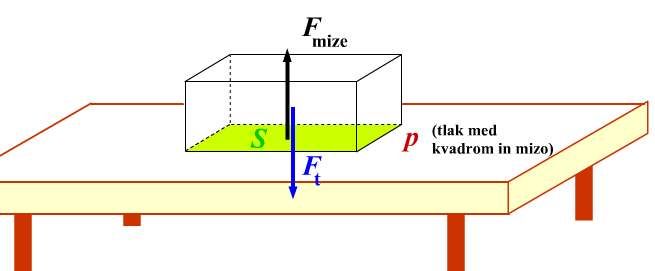 F mize
S
p (tlak med
kvadrom in mizo)
F t